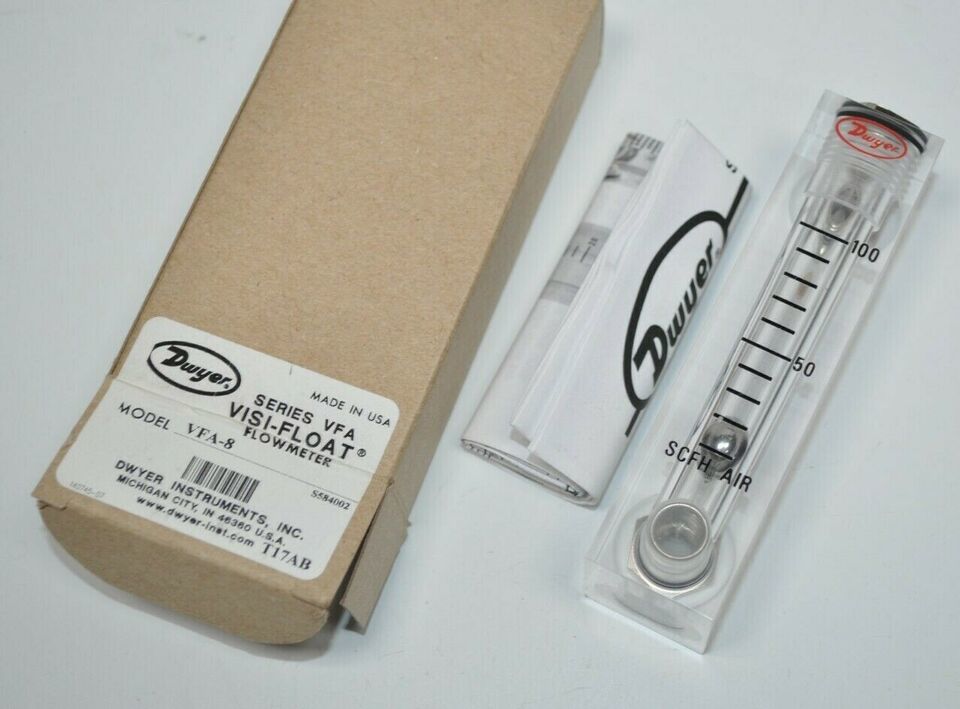 Dwyer®
MADE IN USA
SERIES VFA
VISI-FLOAT®
FLOWMETER
MODEL VFA-8
S584002
DWYER INSTRUMENTS, INC.
MICHIGAN CITY, IN 46360 U.S.A.
www.dwyer-inst.com T17AB
Dwyer
Dwyer
100
50
SCFH AIR